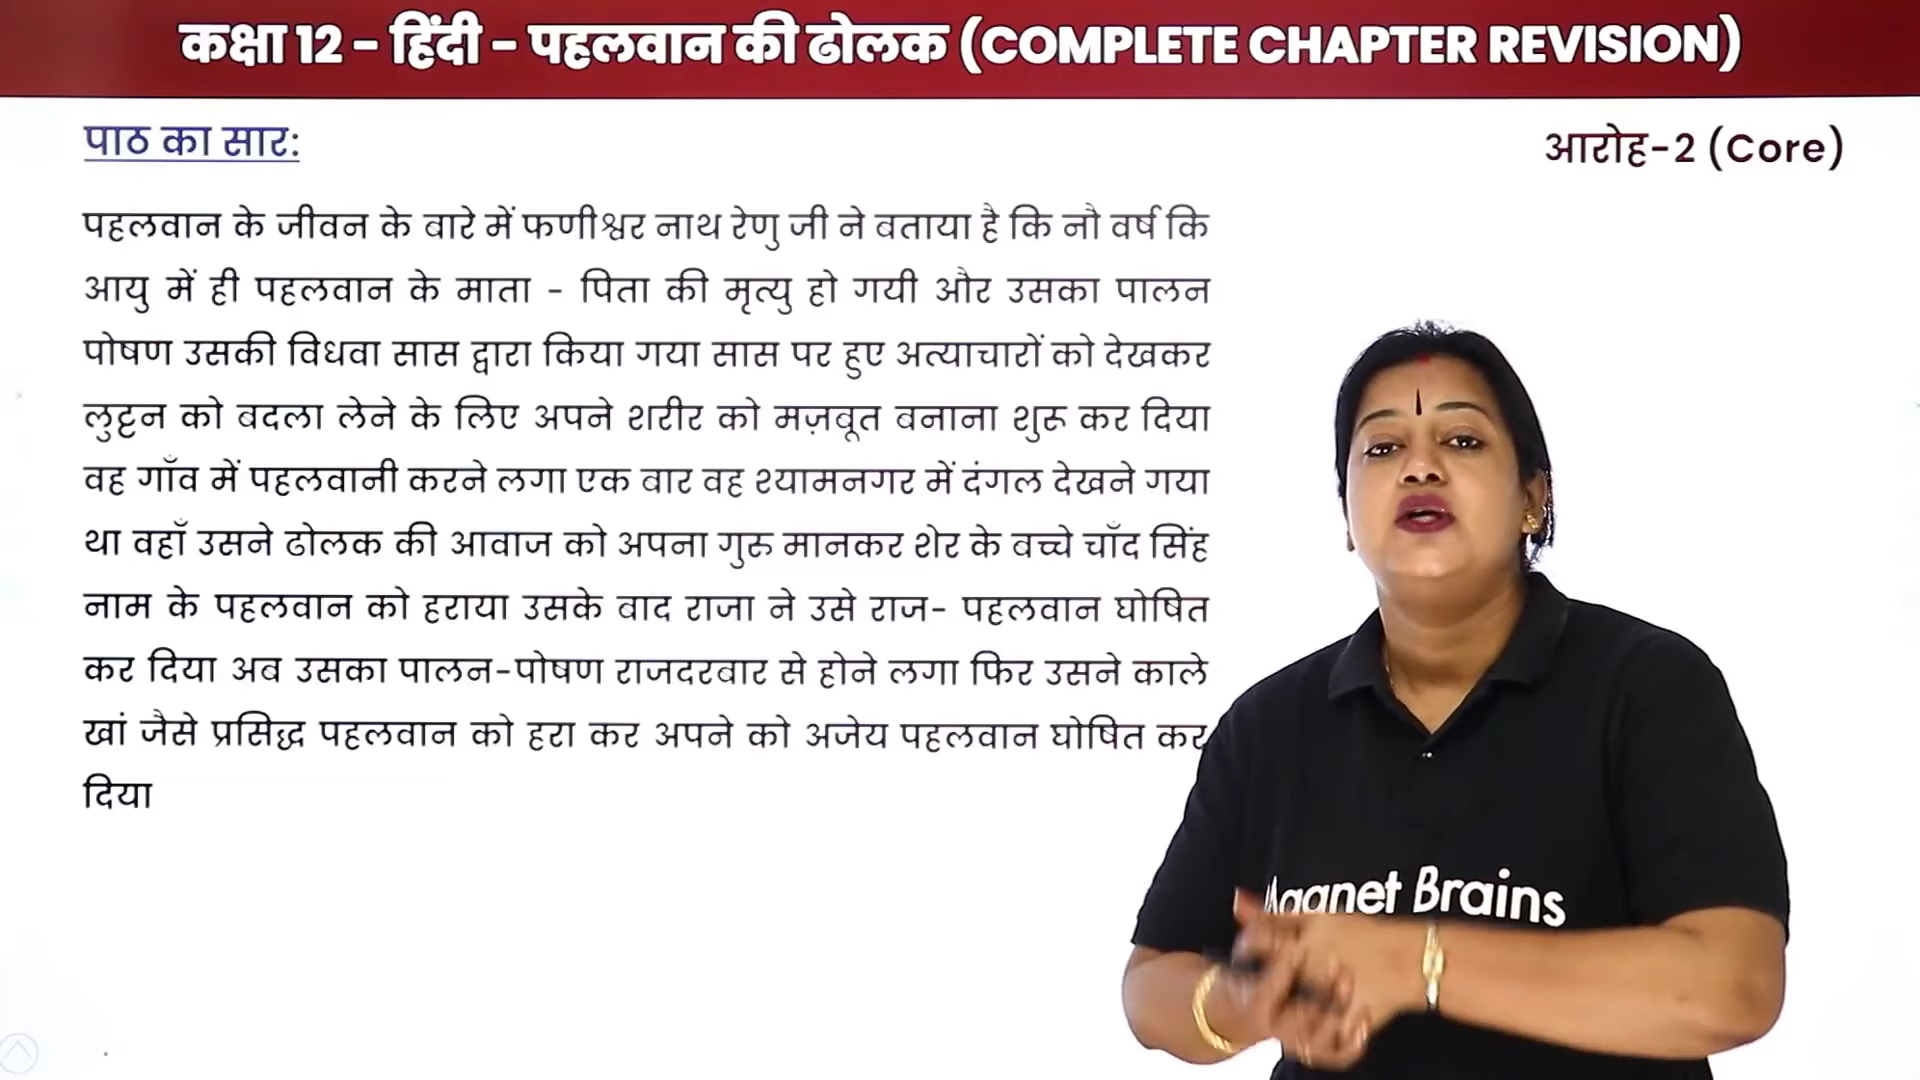 कक्षा 12 - हिंदी - पहलवान की ढोलक (COMPLETE CHAPTER REVISION)
पाठ का सार:
आरोह-2 (Core)
पहलवान के जीवन के बारे में फणीश्वर नाथ रेणु जी ने बताया है कि नौ वर्ष कि
आयु में ही पहलवान के माता - पिता की मृत्यु हो गयी और उसका पालन
पोषण उसकी विधवा सास द्वारा किया गया सास पर हुए अत्याचारों को देखकर
लुट्टन को बदला लेने के लिए अपने शरीर को मज़बूत बनाना शुरू कर दिया
वह गाँव में पहलवानी करने लगा एक बार वह श्यामनगर में दंगल देखने गया
था वहाँ उसने ढोलक की आवाज को अपना गुरु मानकर शेर के बच्चे चाँद सिंह
नाम के पहलवान को हराया उसके बाद राजा ने उसे राज- पहलवान घोषित
कर दिया अब उसका पालन-पोषण राजदरबार से होने लगा फिर उसने काले
खां जैसे प्रसिद्ध पहलवान को हरा कर अपने को अजेय पहलवान घोषित कर
दिया
Magnet Brains